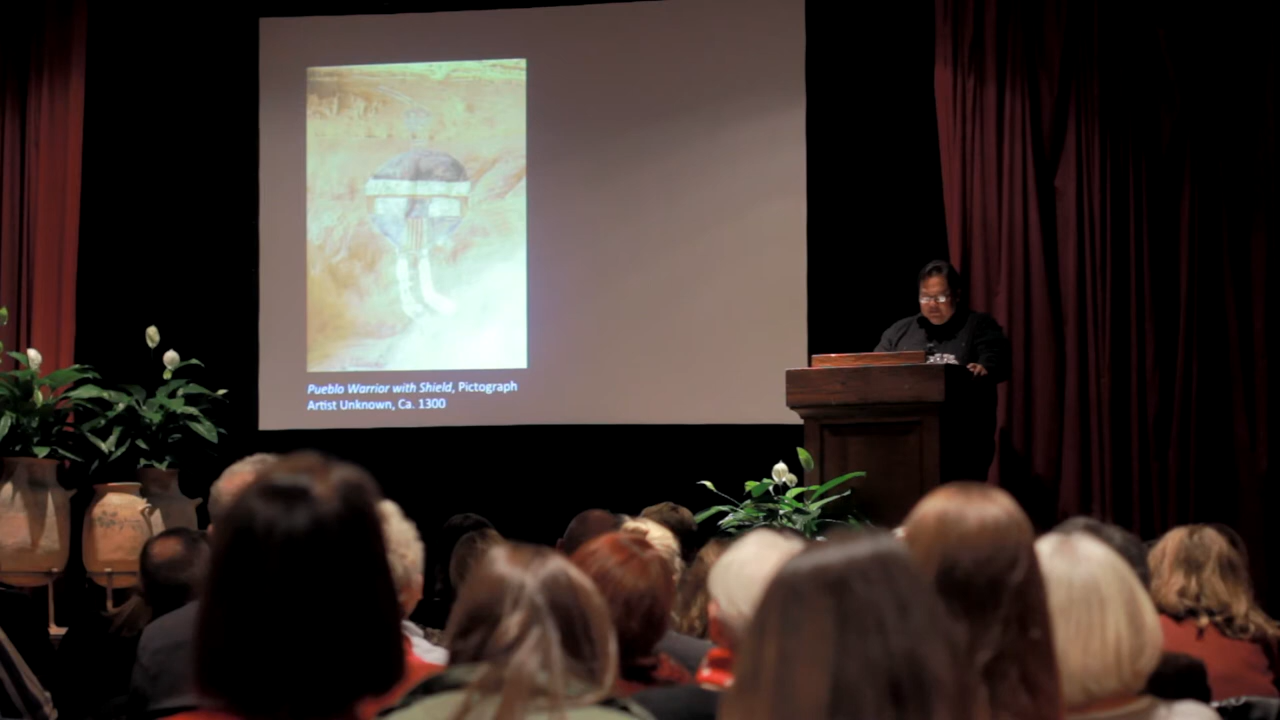 Pueblo Warrior with Shield, Pictograph
Artist Unknown, Ca. 1300